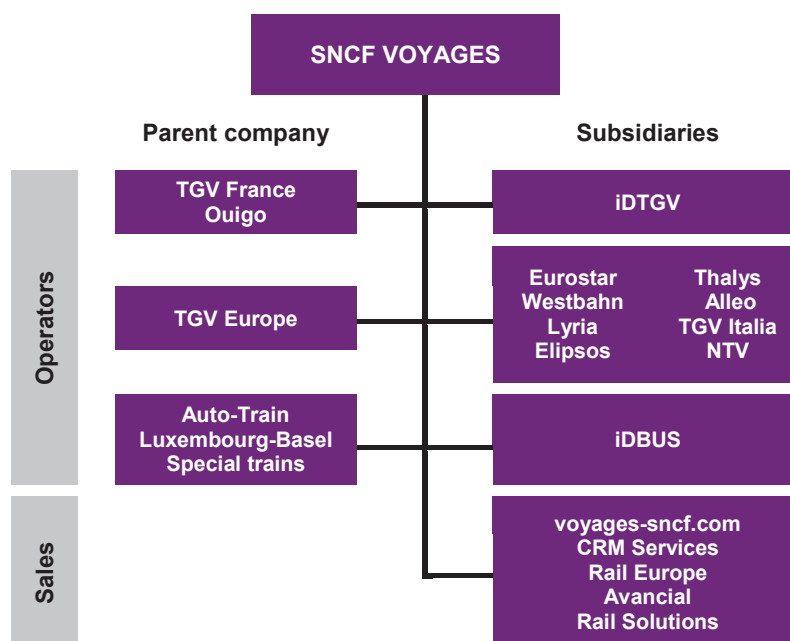 SNCF VOYAGES
Parent company
Subsidiaries
Operators
TGV France
Ouigo
iDTGV
TGV Europe
Eurostar Thalys
Westbahn Alleo
Lyria TGV Italia
Elipsos NTV
Auto-Train
Luxembourg-Basel
Special trains
iDBUS
Sales
voyages-sncf.com
CRM Services
Rail Europe
Avancial
Rail Solutions